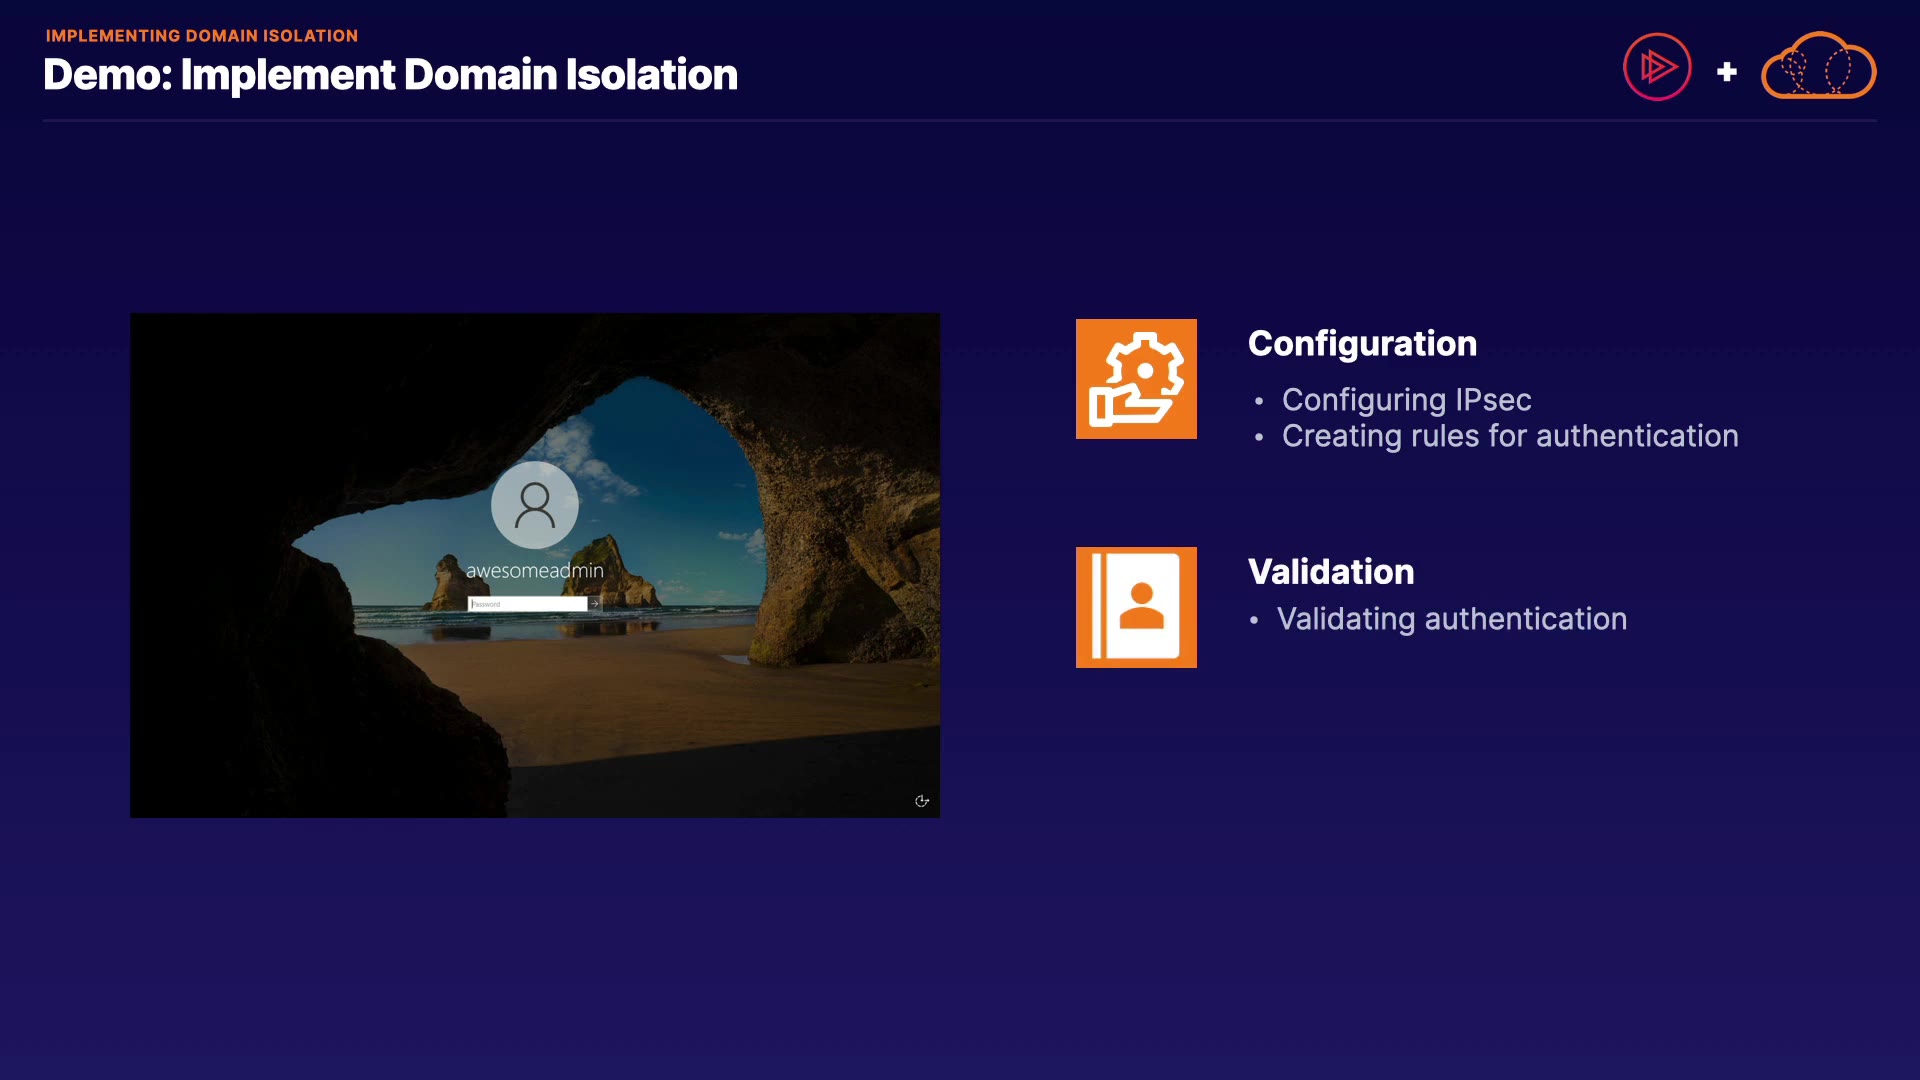 IMPLEMENTING DOMAIN ISOLATION
Demo: Implement Domain Isolation
awesomeadmin
Password
Configuration
• Configuring IPsec
• Creating rules for authentication
Validation
• Validating authentication